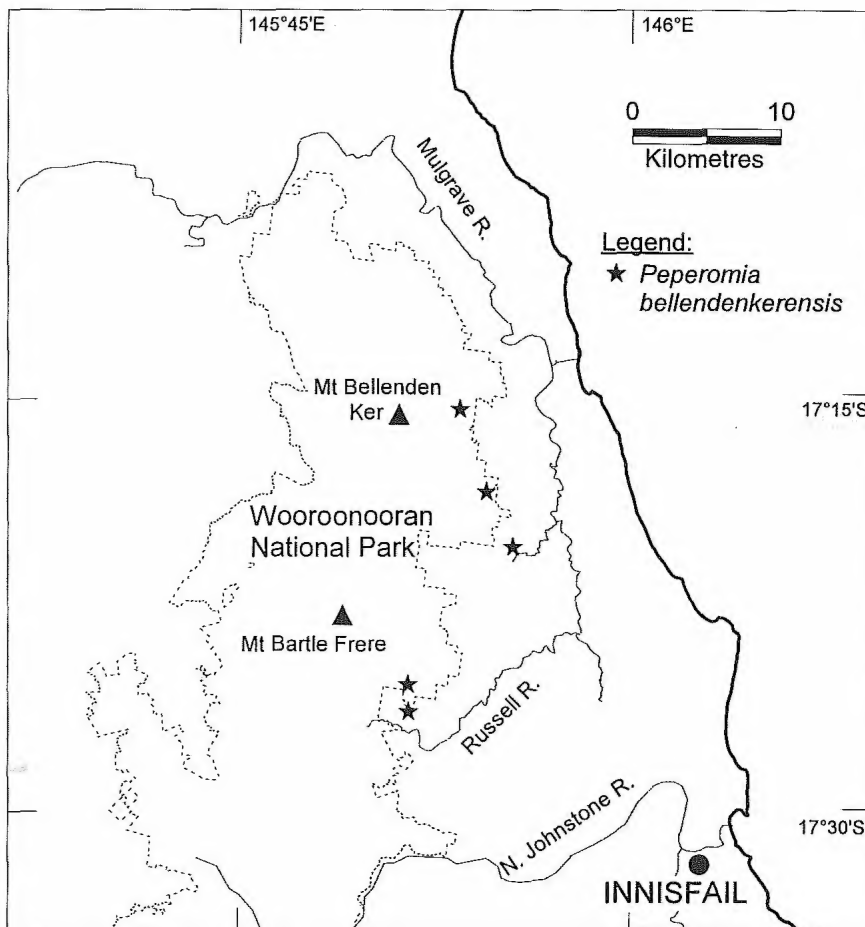 145°45'E
146°E
0 10
Kilometres
Mulgrave R.
Legend:
Peperomia
bellendenkerensis
Mt Bellenden
Ker
17°15'S
Wooroonooran
National Park
Mt Bartle Frere
Russell R.
N. Johnstone R.
17°30'S
INNISFAIL